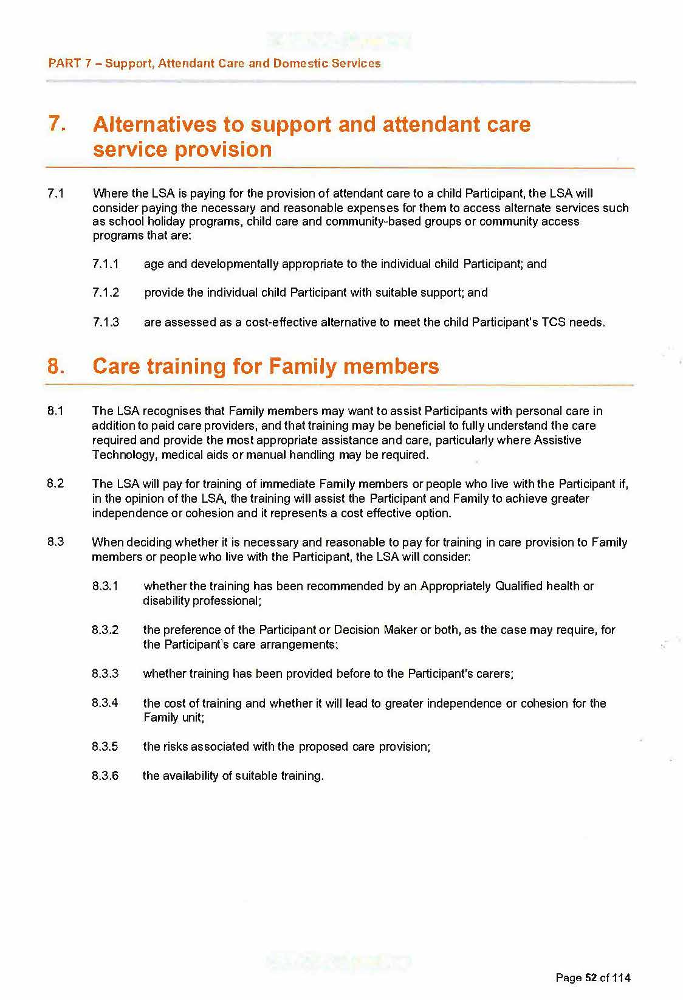 PART 7 – Support, Attendant Care and Domestic Services
7. Alternatives to support and attendant care
service provision
7.1 Where the LSA is paying for the provision of attendant care to a child Participant, the LSA will
consider paying the necessary and reasonable expenses for them to access alternate services such
as school holiday programs, child care and community-based groups or community access
programs that are:
7.1.1 age and developmentally appropriate to the individual child Participant; and
7.1.2 provide the individual child Participant with suitable support; and
7.1.3 are assessed as a cost-effective alternative to meet the child Participant's TCS needs.
8. Care training for Family members
8.1 The LSA recognises that Family members may want to assist Participants with personal care in
addition to paid care providers, and that training may be beneficial to fully understand the care
required and provide the most appropriate assistance and care, particularly where Assistive
Technology, medical aids or manual handling may be required.
8.2 The LSA will pay for training of immediate Family members or people who live with the Participant if,
in the opinion of the LSA, the training will assist the Participant and Family to achieve greater
independence or cohesion and it represents a cost effective option.
8.3 When deciding whether it is necessary and reasonable to pay for training in care provision to Family
members or people who live with the Participant, the LSA will consider:
8.3.1 whether the training has been recommended by an Appropriately Qualified health or
disability professional;
8.3.2 the preference of the Participant or Decision Maker or both, as the case may require, for
the Participant's care arrangements;
8.3.3 whether training has been provided before to the Participant's carers;
8.3.4 the cost of training and whether it will lead to greater independence or cohesion for the
Family unit;
8.3.5 the risks associated with the proposed care provision;
8.3.6 the availability of suitable training.
Page 52 of 114